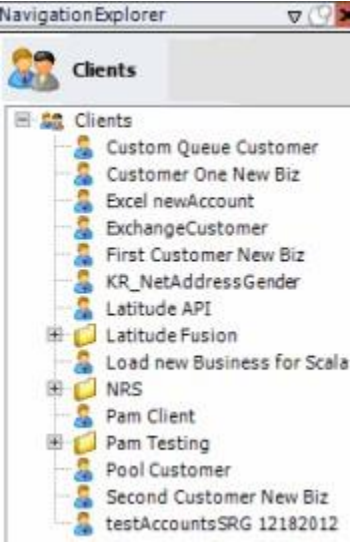 NavigationExplorer
Clients
Clients
Custom Queue Customer
Customer One New Biz
Excel newAccount
ExchangeCustomer
First Customer New Biz
KR_NetAddressGender
Latitude API
Latitude Fusion
Load new Business for Scala
NRS
Pam Client
Pam Testing
Pool Customer
Second Customer New Biz
testAccountsSRG 12182012